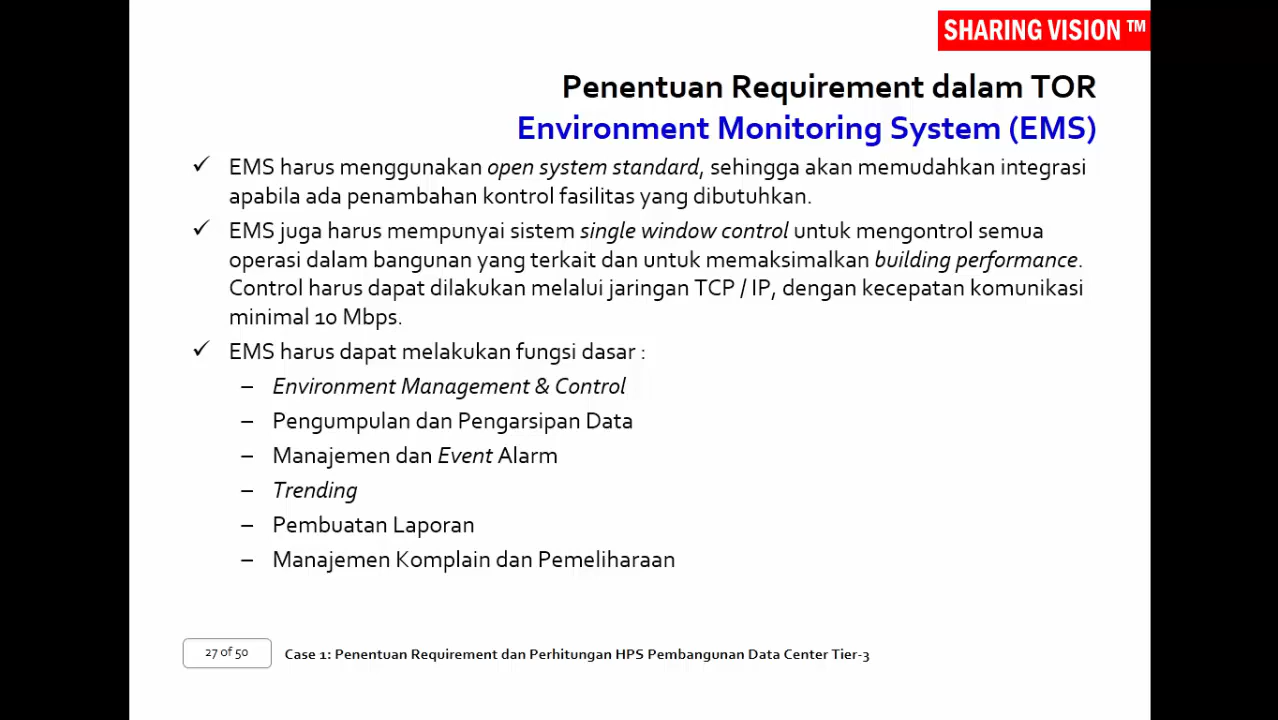 SHARING VISION ™
Penentuan Requirement dalam TOR
Environment Monitoring System (EMS)
✓ EMS harus menggunakan open system standard, sehingga akan memudahkan integrasi
apabila ada penambahan kontrol fasilitas yang dibutuhkan.
✓ EMS juga harus mempunyai sistem single window control untuk mengontrol semua
operasi dalam bangunan yang terkait dan untuk memaksimalkan building performance.
Control harus dapat dilakukan melalui jaringan TCP / IP, dengan kecepatan komunikasi
minimal 10 Mbps.
✓ EMS harus dapat melakukan fungsi dasar :
– Environment Management & Control
– Pengumpulan dan Pengarsipan Data
– Manajemen dan Event Alarm
– Trending
– Pembuatan Laporan
– Manajemen Komplain dan Pemeliharaan
27 of 50
Case 1: Penentuan Requirement dan Perhitungan HPS Pembangunan Data Center Tier-3